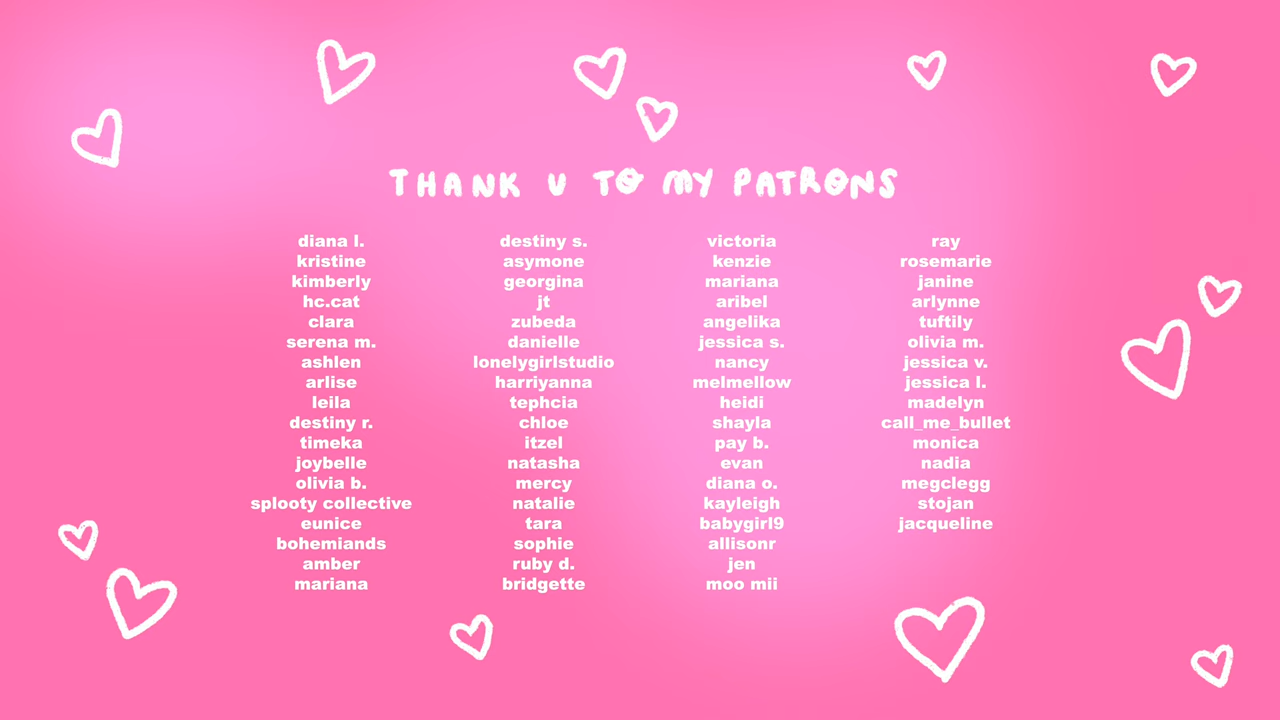 THANK U TO MY PATRONS
diana l.
kristine
kimberly
hc.cat
clara
serena m.
ashlen
arlise
leila
destiny r.
timeka
joybelle
olivia b.
splooty collective
eunice
bohemiands
amber
mariana
destiny s.
asymone
georgina
jt
zubeda
danielle
lonelygirlstudio
harriyanna
tephcia
chloe
itzel
natasha
mercy
natalie
tara
sophie
ruby d.
bridgette
victoria
kenzie
mariana
aribel
angelika
jessica s.
nancy
melmellow
heidi
shayla
pay b.
evan
diana o.
kayleigh
babygirl9
allisonr
jen
moo mii
ray
rosemarie
janine
arlynne
tuftily
olivia m.
jessica v.
jessica l.
madelyn
call_me_bullet
monica
nadia
megclegg
stojan
jacqueline